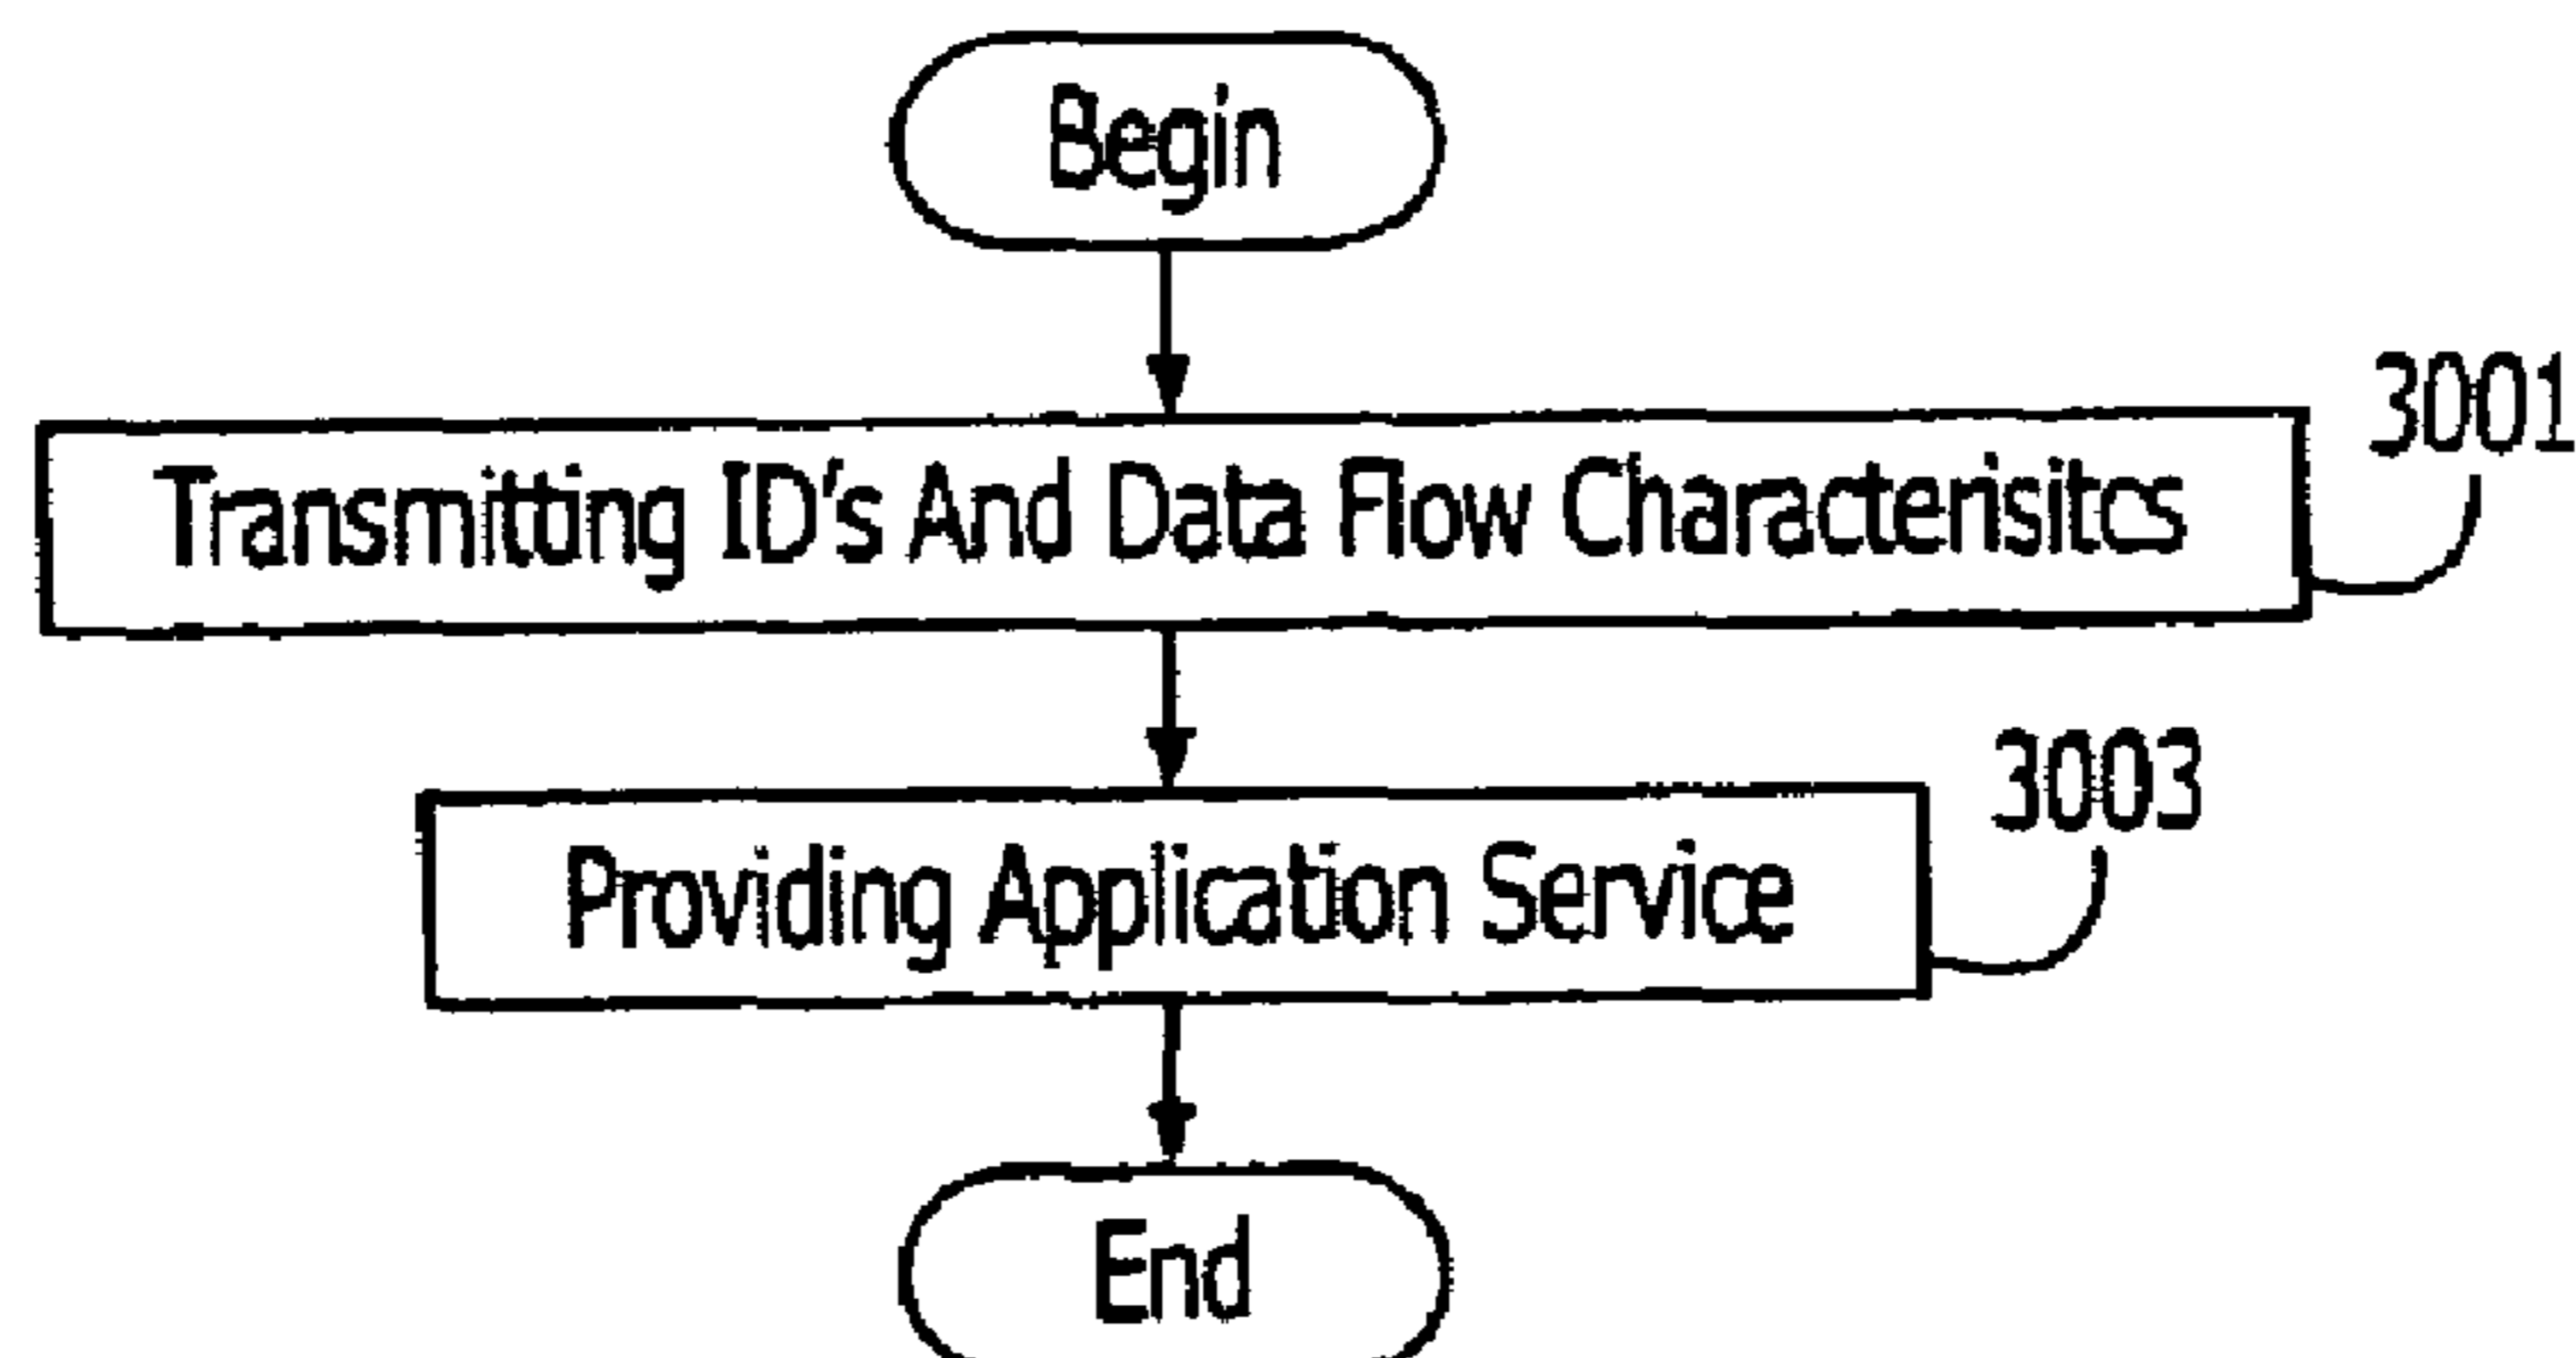 Begin
3001
Transmitting ID's And Data Flow Characterisitcs
3003
Providing Application Service
End